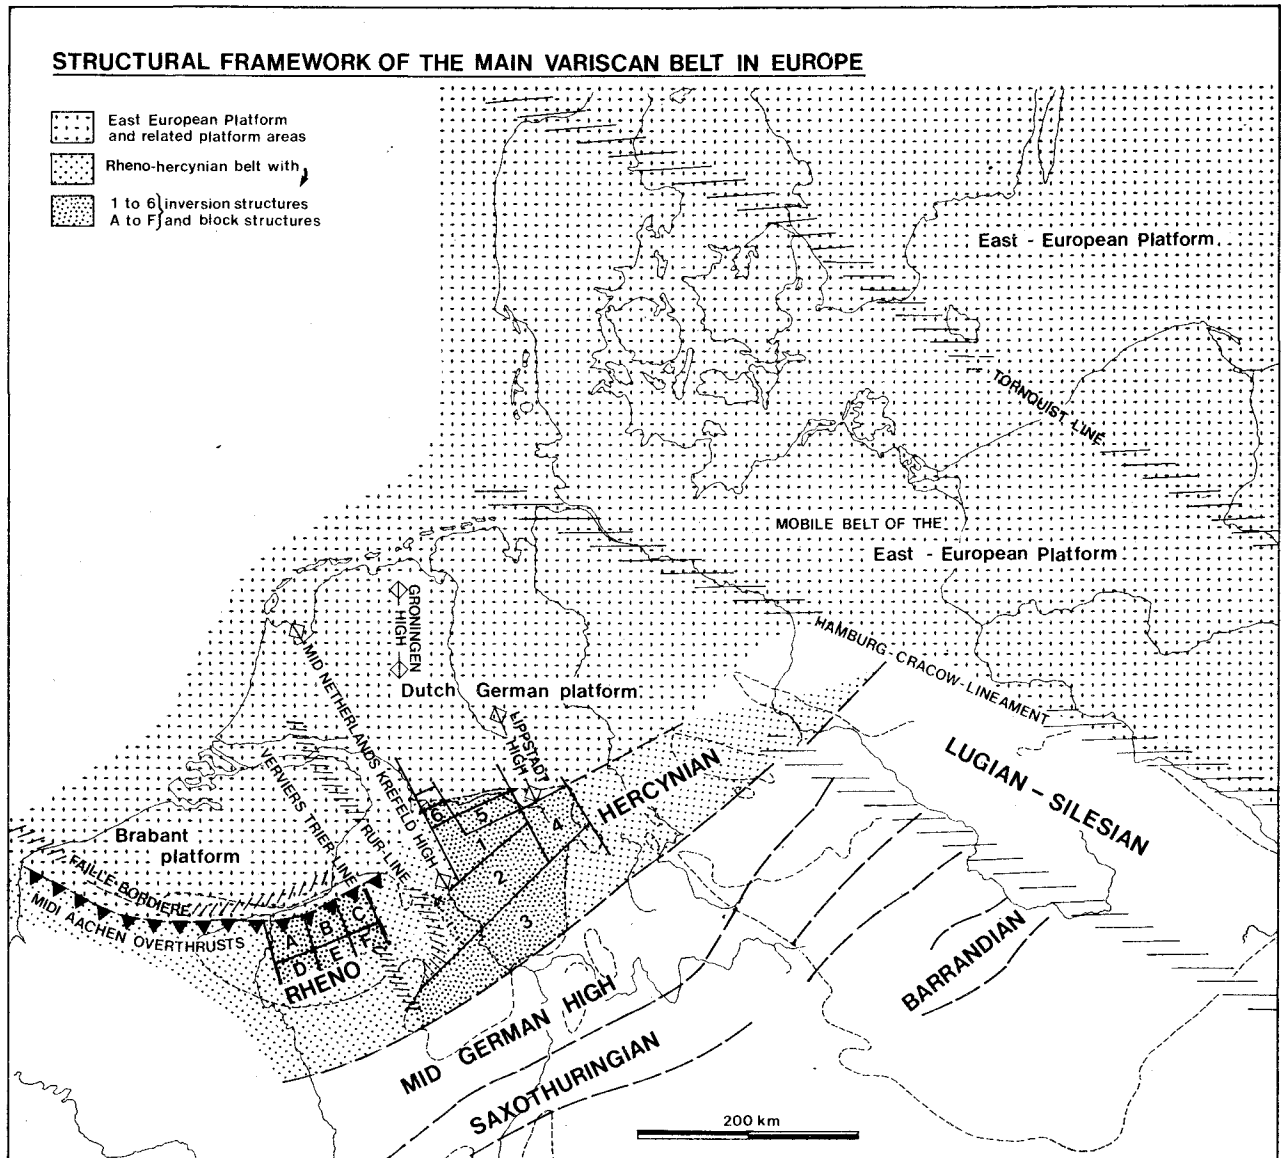 STRUCTURAL FRAMEWORK OF THE MAIN VARISCAN BELT IN EUROPE
East European Platform
and related platform areas
Rheno-hercynian belt with
1 to 6} inversion structures
A to F} and block structures
East - European Platform
TORNQUIST LINE
MOBILE BELT OF THE
East - European Platform
GRONINGEN
HIGH
HAMBURG-CRACOW-LINEAMENT
MID NETHERLANDS KREFELD HIGH
Dutch German platform
LIPPSTADT
HIGH
LUGIAN - SILESIAN
VERVIERS TRIER LINE
RUR-LINE
HERCYNIAN
6
5
4
1
2
3
Brabant
platform
FAILLE-BORDIERE
MIDI AACHEN OVERTHRUSTS
A
B
C
D
E
F
RHENO
BARRANDIAN
MID GERMAN HIGH
SAXOTHURINGIAN
200 km